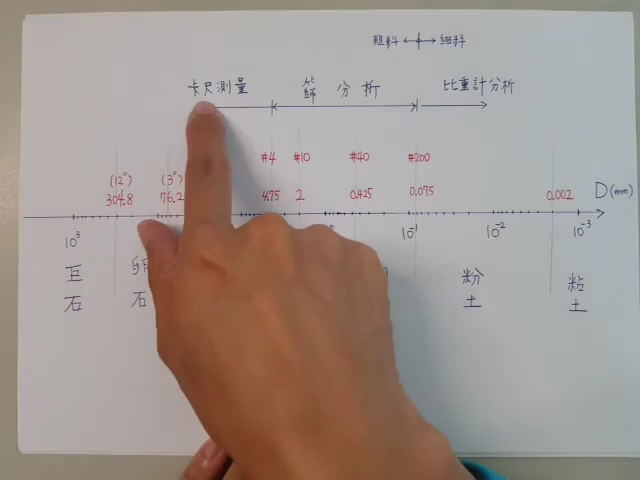 粗料 細料
卡尺測量 篩分析 比重計分析
#4 #10 #40 #200
(12") (3")
304.8 76.2 4.75 2 0.425 0.075 0.002 D(mm)
10³ 10⁻¹ 10⁻² 10⁻³
巨石 卵石 粉土 粘土